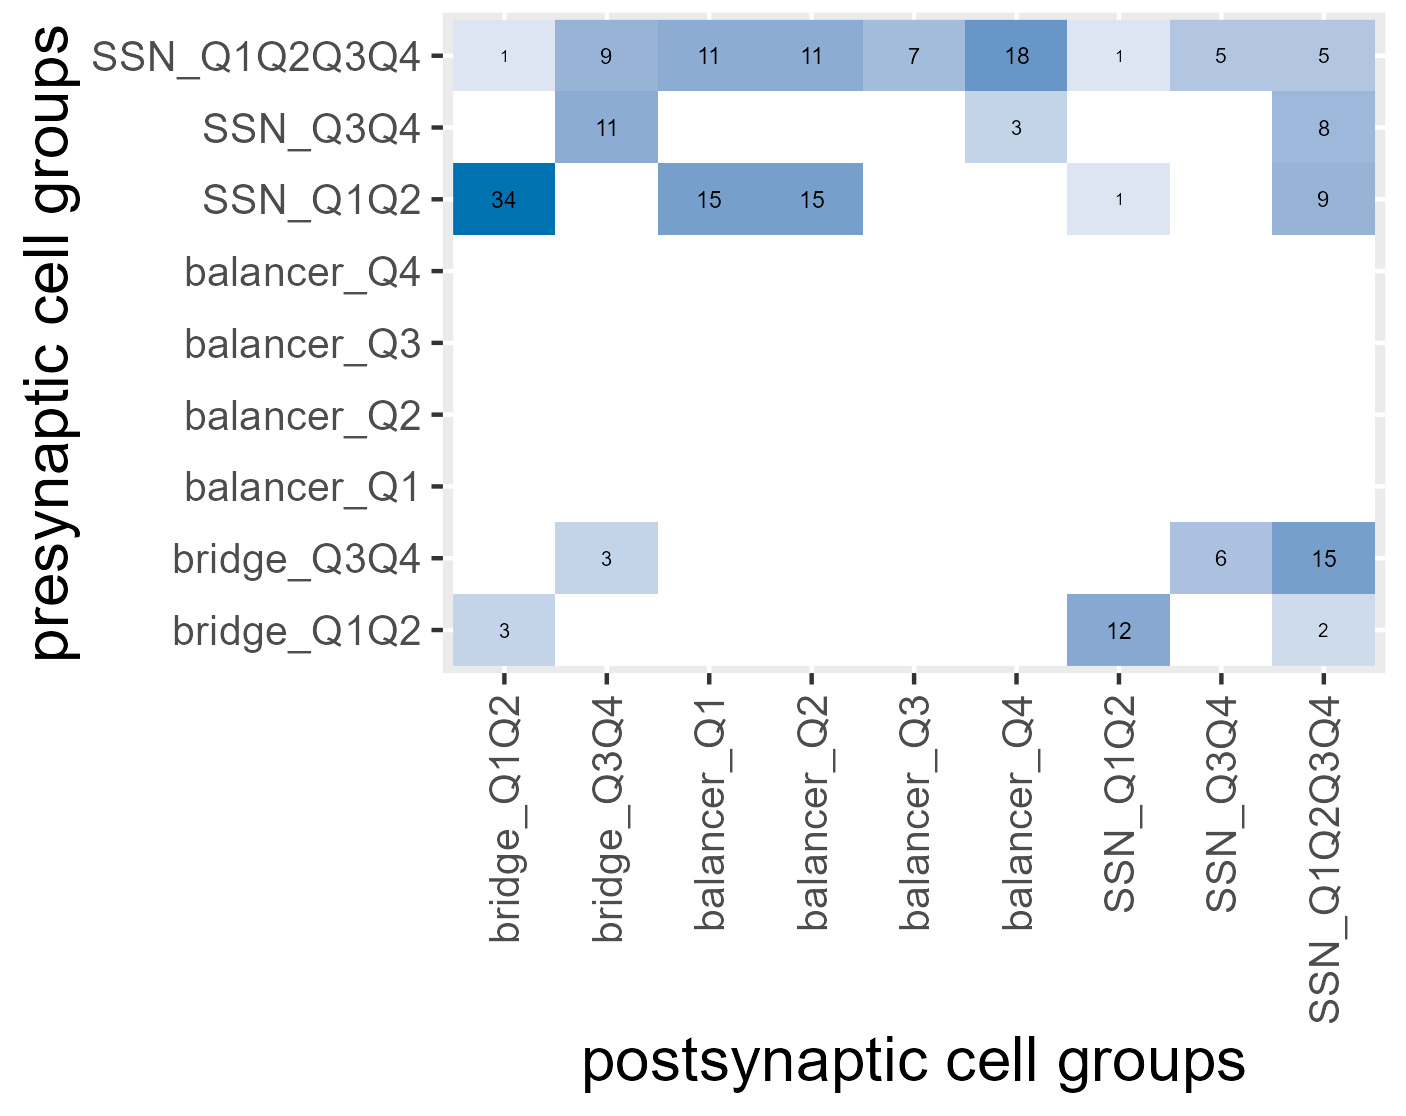 presynaptic cell groups
SSN_Q1Q2Q3Q4 1 9 11 11 7 18 1 5 5
SSN_Q3Q4 11 3 8
SSN_Q1Q2 34 15 15 1 9
balancer_Q4
balancer_Q3
balancer_Q2
balancer_Q1
bridge_Q3Q4 3 6 15
bridge_Q1Q2 3 12 2
bridge_Q1Q2
bridge_Q3Q4
balancer_Q1
balancer_Q2
balancer_Q3
balancer_Q4
SSN_Q1Q2
SSN_Q3Q4
SSN_Q1Q2Q3Q4
postsynaptic cell groups